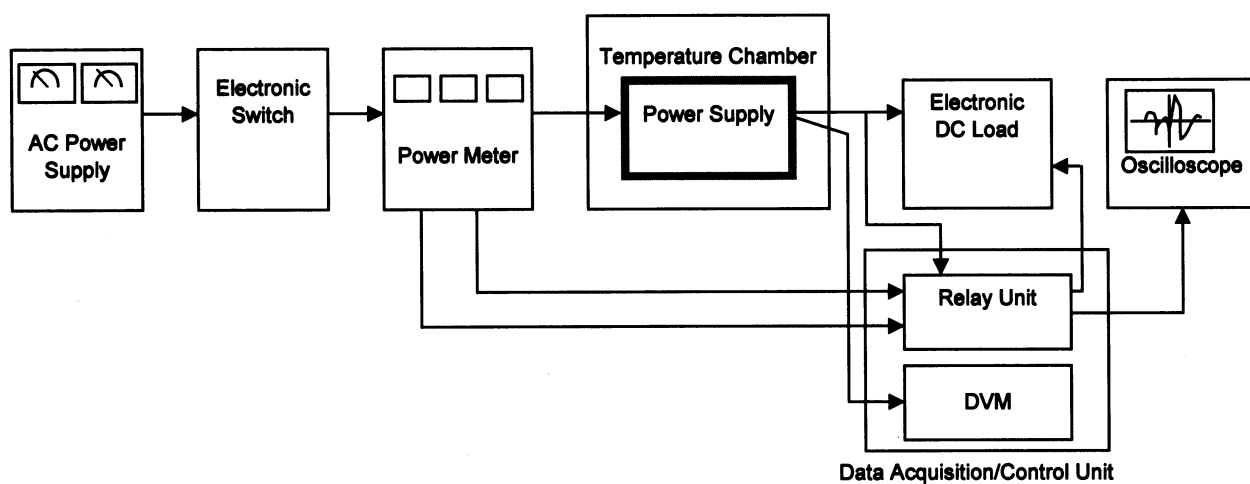 AC Power
Supply
Electronic
Switch
Power Meter
Temperature Chamber
Power Supply
Electronic
DC Load
Oscilloscope
Relay Unit
DVM
Data Acquisition/Control Unit